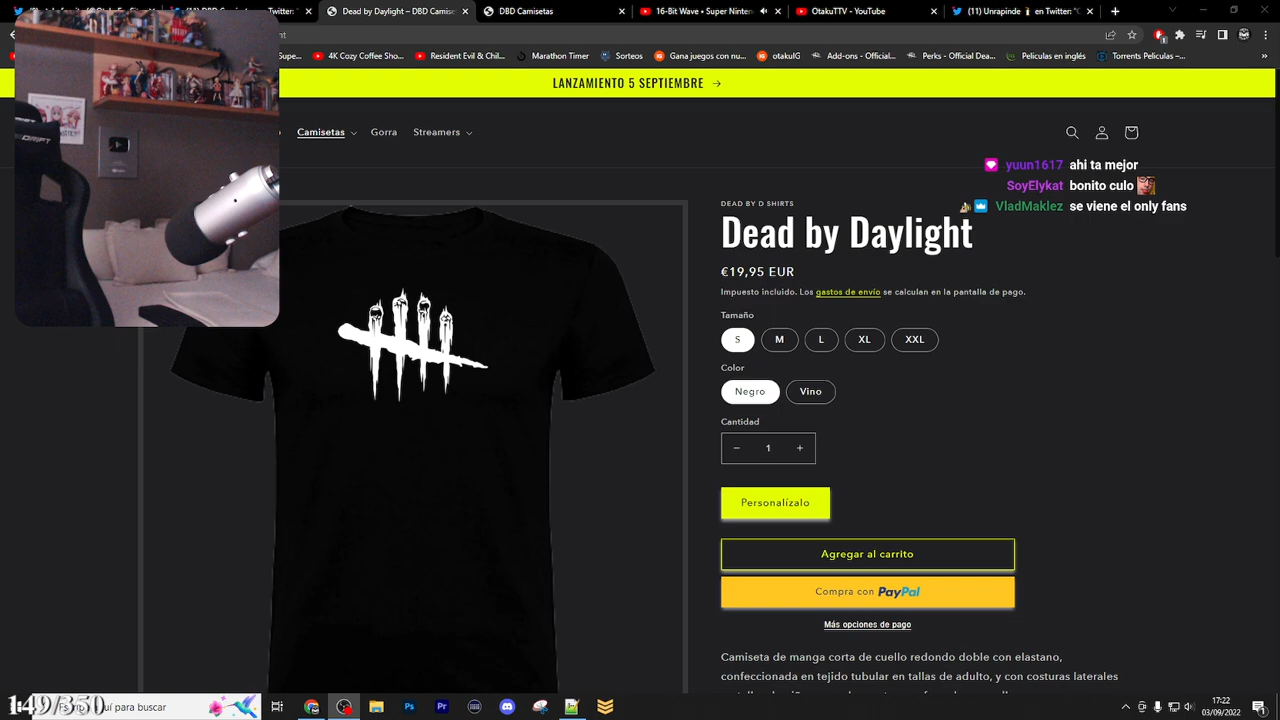 Dead by Daylight – DBD Camis
DBD Camisetas
16-Bit Wave • Super Ninten
OtakuTTV - YouTube
(11) Unrapinde en Twitter: "C
Supe...
4K Cozy Coffee Sho...
Resident Evil & Chil...
Marathon Timer
Sorteos
Gana juegos con nu...
otakuIG
Add-ons - Official...
Perks - Official Dea...
Peliculas en inglés
Torrents Películas –...
LANZAMIENTO 5 SEPTIEMBRE →
Camisetas
Gorra
Streamers
yuun1617 ahi ta mejor
SoyElykat bonito culo
VladMaklez se viene el only fans
DEAD BY D SHIRTS
Dead by Daylight
€19,95 EUR
Impuesto incluido. Los gastos de envío se calculan en la pantalla de pago.
Tamaño
S M L XL XXL
Color
Negro Vino
Cantidad
− 1 +
Personalízalo
Agregar al carrito
Compra con PayPal
Más opciones de pago
Camiseta de manga corta de cuello redondo doble con elastano,
confeccionada en tejido tubular en tallas de adulto, y con costuras laterales
149/350
uí para buscar
17:22
03/09/2022